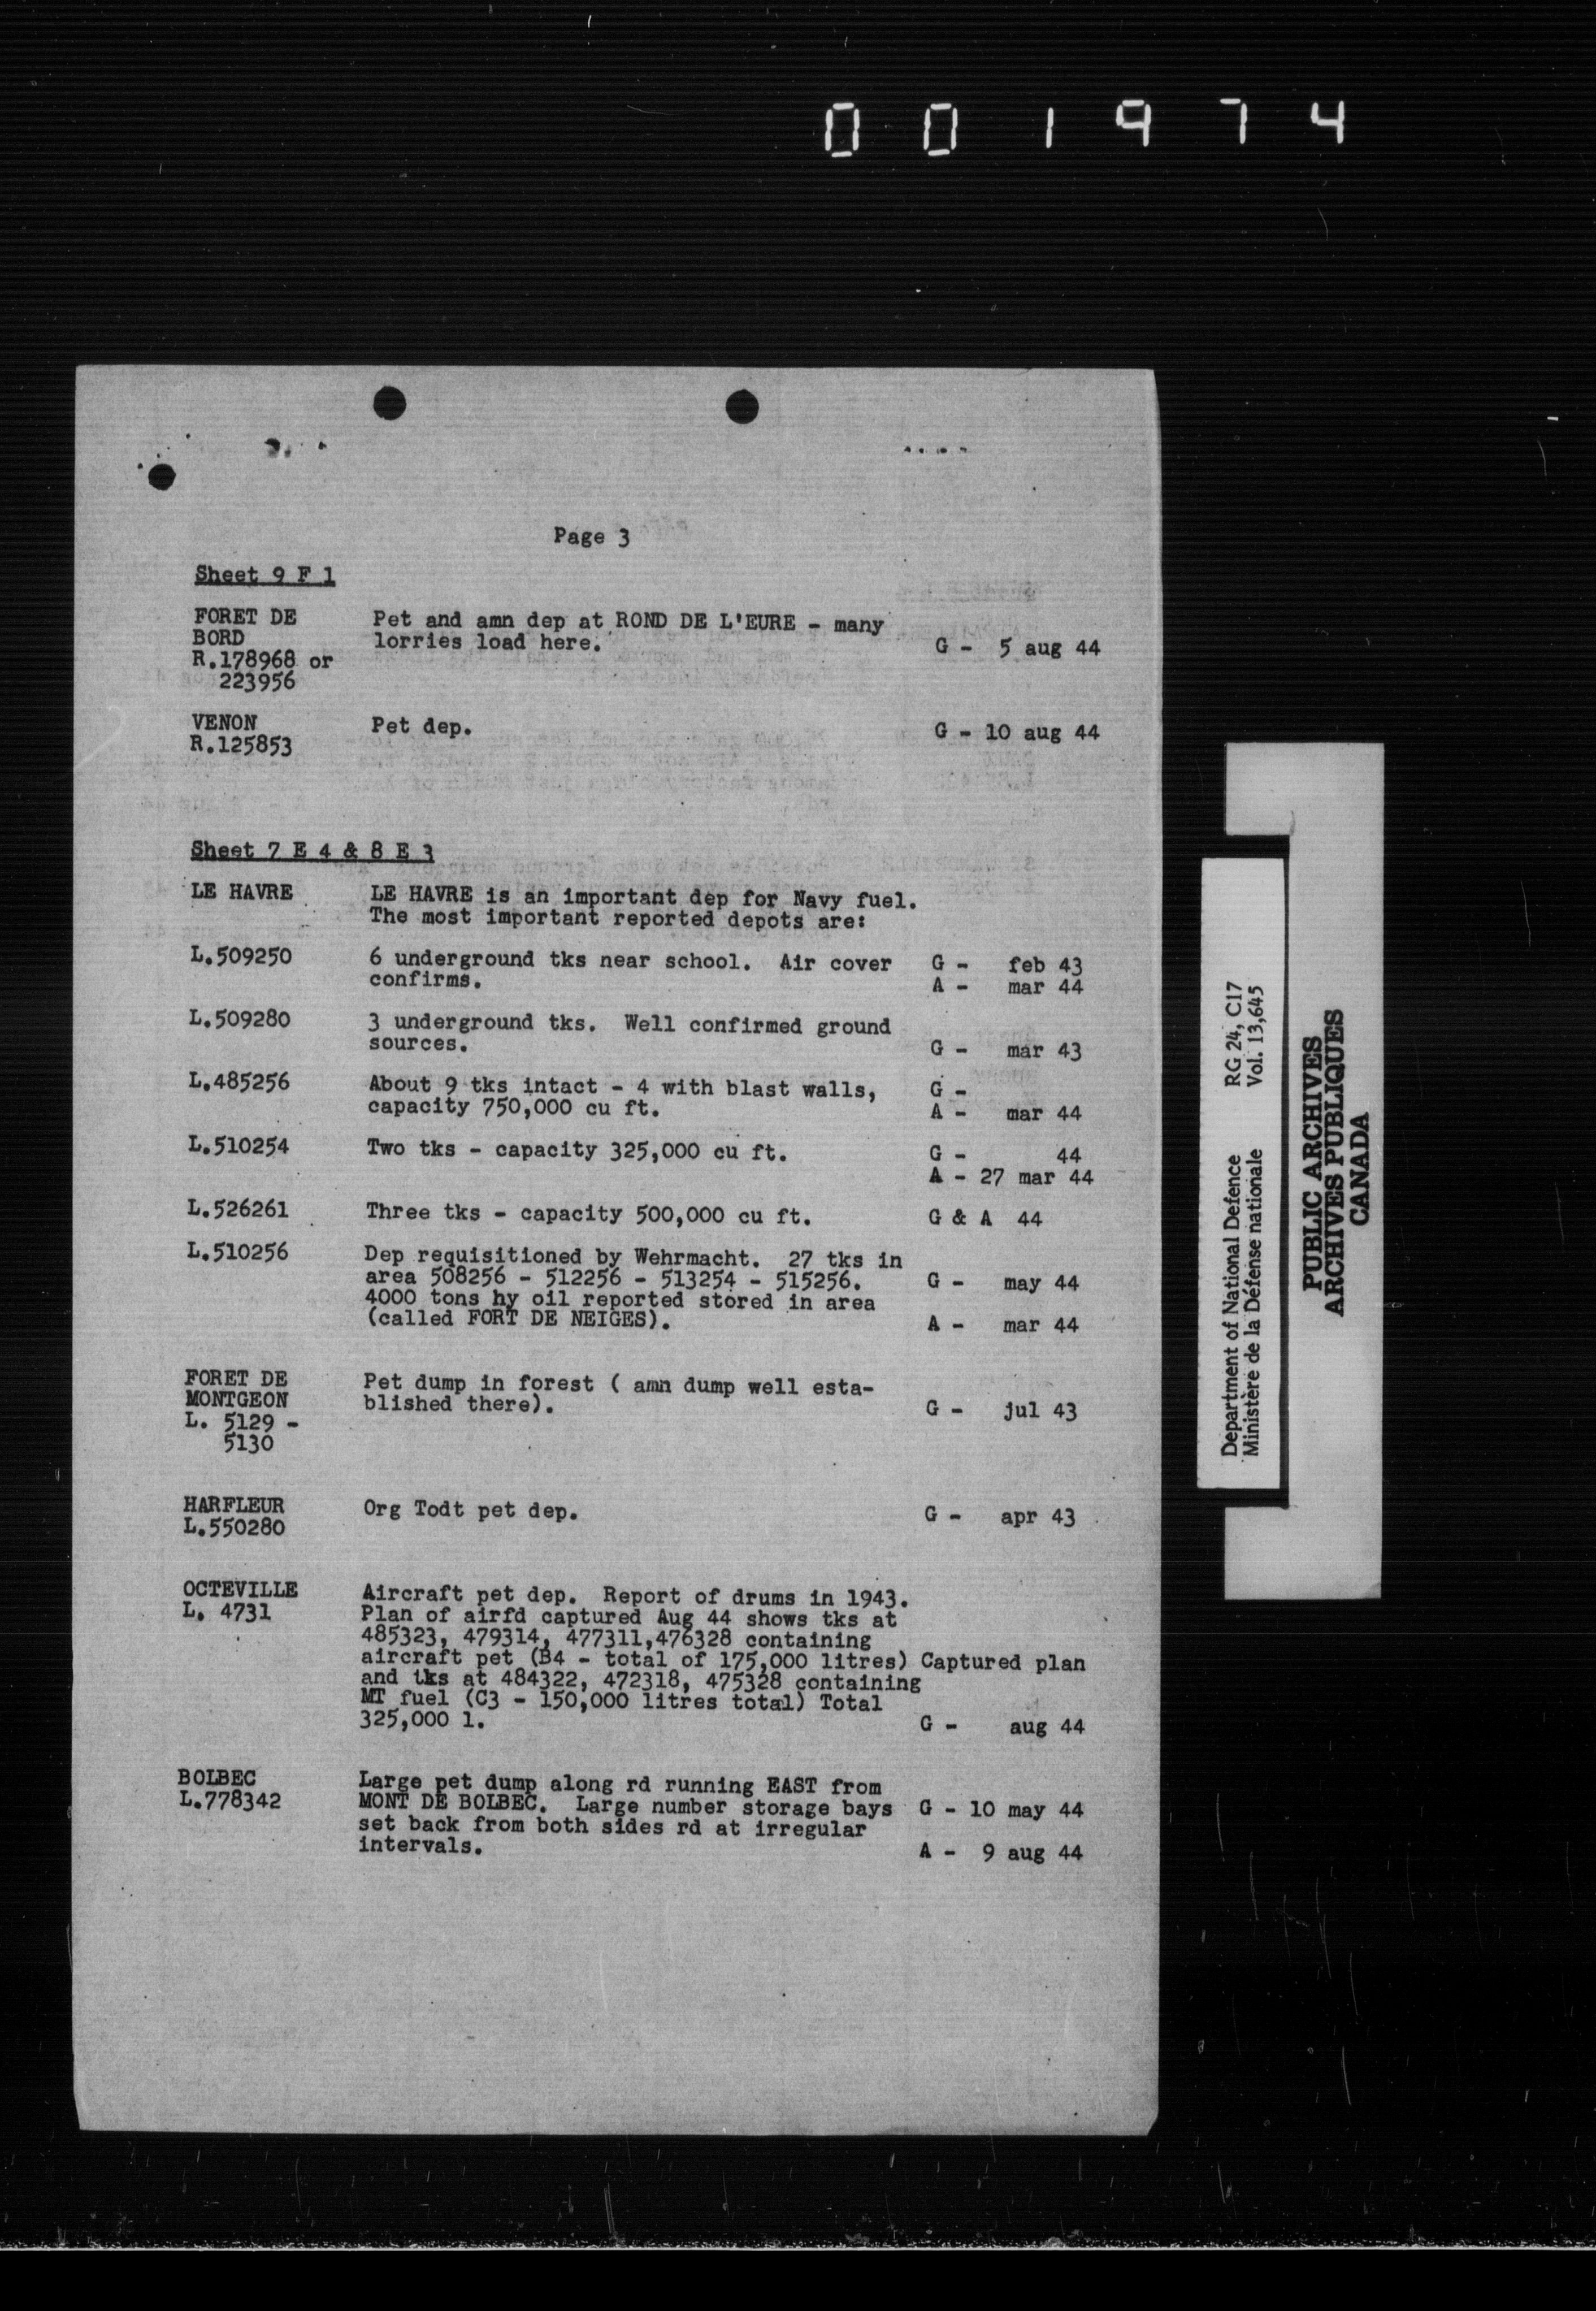 001974
Page 3
Sheet 9 F 1
FORET DE
BORD
R.178968 or
223956
Pet and amn dep at ROND DE L'EURE - many
lorries load here.
G - 5 aug 44
VENON
R.125853
Pet dep.
G - 10 aug 44
Sheet 7 E 4 & 8 E 3
LE HAVRE
LE HAVRE is an important dep for Navy fuel.
The most important reported depots are:
L.509250
6 underground tks near school. Air cover
confirms.
G - feb 43
A - mar 44
L.509280
3 underground tks. Well confirmed ground
sources.
G - mar 43
L.485256
About 9 tks intact - 4 with blast walls,
capacity 750,000 cu ft.
G -
A - mar 44
L.510254
Two tks - capacity 325,000 cu ft.
G - 44
A - 27 mar 44
L.526261
Three tks - capacity 500,000 cu ft.
G & A 44
L.510256
Dep requisitioned by Wehrmacht. 27 tks in
area 508256 - 512256 - 513254 - 515256.
4000 tons hy oil reported stored in area
(called FORT DE NEIGES).
G - may 44
A - mar 44
FORET DE
MONTGEON
L. 5129 -
5130
Pet dump in forest ( amn dump well esta-
blished there).
G - jul 43
HARFLEUR
L.550280
Org Todt pet dep.
G - apr 43
OCTEVILLE
L. 4731
Aircraft pet dep. Report of drums in 1943.
Plan of airfd captured Aug 44 shows tks at
485323, 479314, 477311,476328 containing
aircraft pet (B4 - total of 175,000 litres) Captured plan
and tks at 484322, 472318, 475328 containing
MT fuel (C3 - 150,000 litres total) Total
325,000 l.
G - aug 44
BOLBEC
L.778342
Large pet dump along rd running EAST from
MONT DE BOLBEC. Large number storage bays
set back from both sides rd at irregular
intervals.
G - 10 may 44
A - 9 aug 44
Department of National Defence RG 24, C17
Ministère de la Défense nationale Vol. 13,645
PUBLIC ARCHIVES
ARCHIVES PUBLIQUES
CANADA